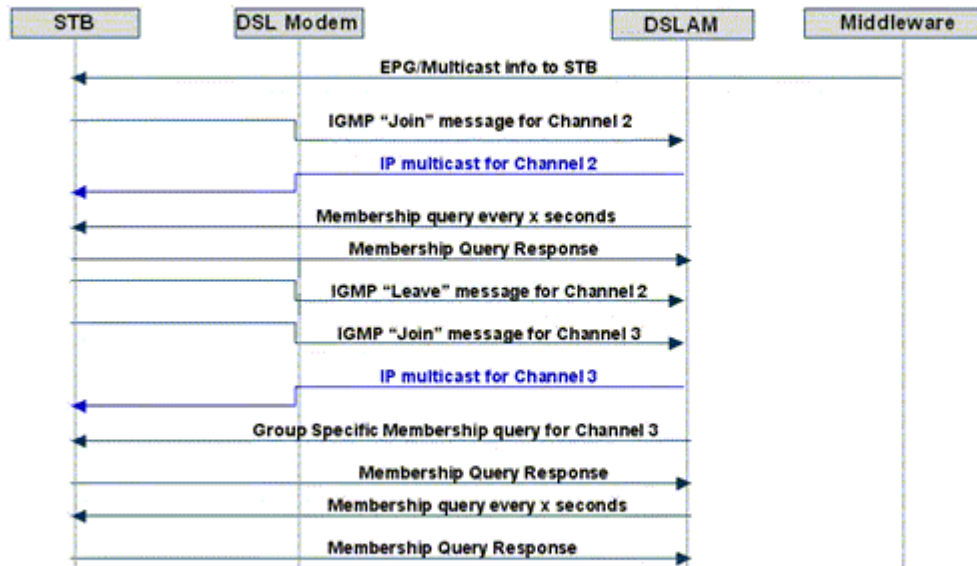 STB
DSL Modem
DSLAM
Middleware
EPG/Multicast info to STB
IGMP “Join” message for Channel 2
IP multicast for Channel 2
Membership query every x seconds
Membership Query Response
IGMP “Leave” message for Channel 2
IGMP “Join” message for Channel 3
IP multicast for Channel 3
Group Specific Membership query for Channel 3
Membership Query Response
Membership query every x seconds
Membership Query Response